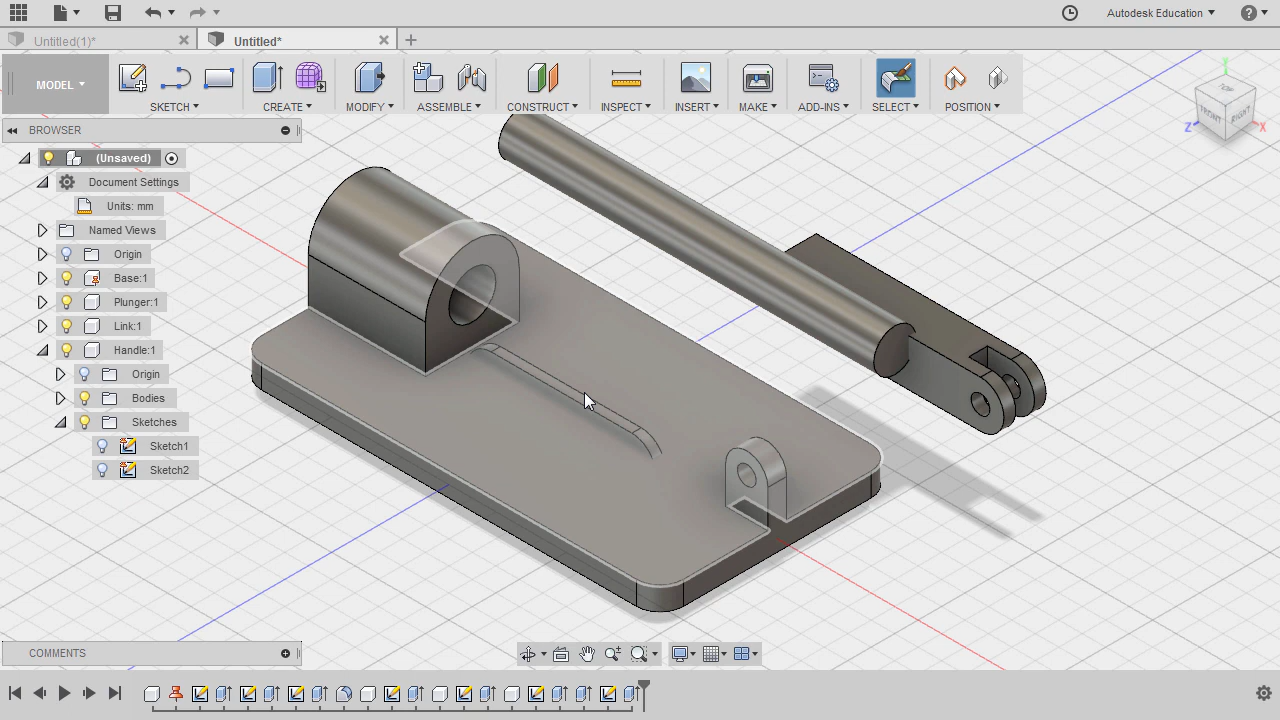 Autodesk Education
Untitled(1)*
Untitled*
MODEL
SKETCH
CREATE
MODIFY
ASSEMBLE
CONSTRUCT
INSPECT
INSERT
MAKE
ADD-INS
SELECT
POSITION
Y
TOP
FRONT
RIGHT
Z
X
BROWSER
(Unsaved)
Document Settings
Units: mm
Named Views
Origin
Base:1
Plunger:1
Link:1
Handle:1
Origin
Bodies
Sketches
Sketch1
Sketch2
COMMENTS